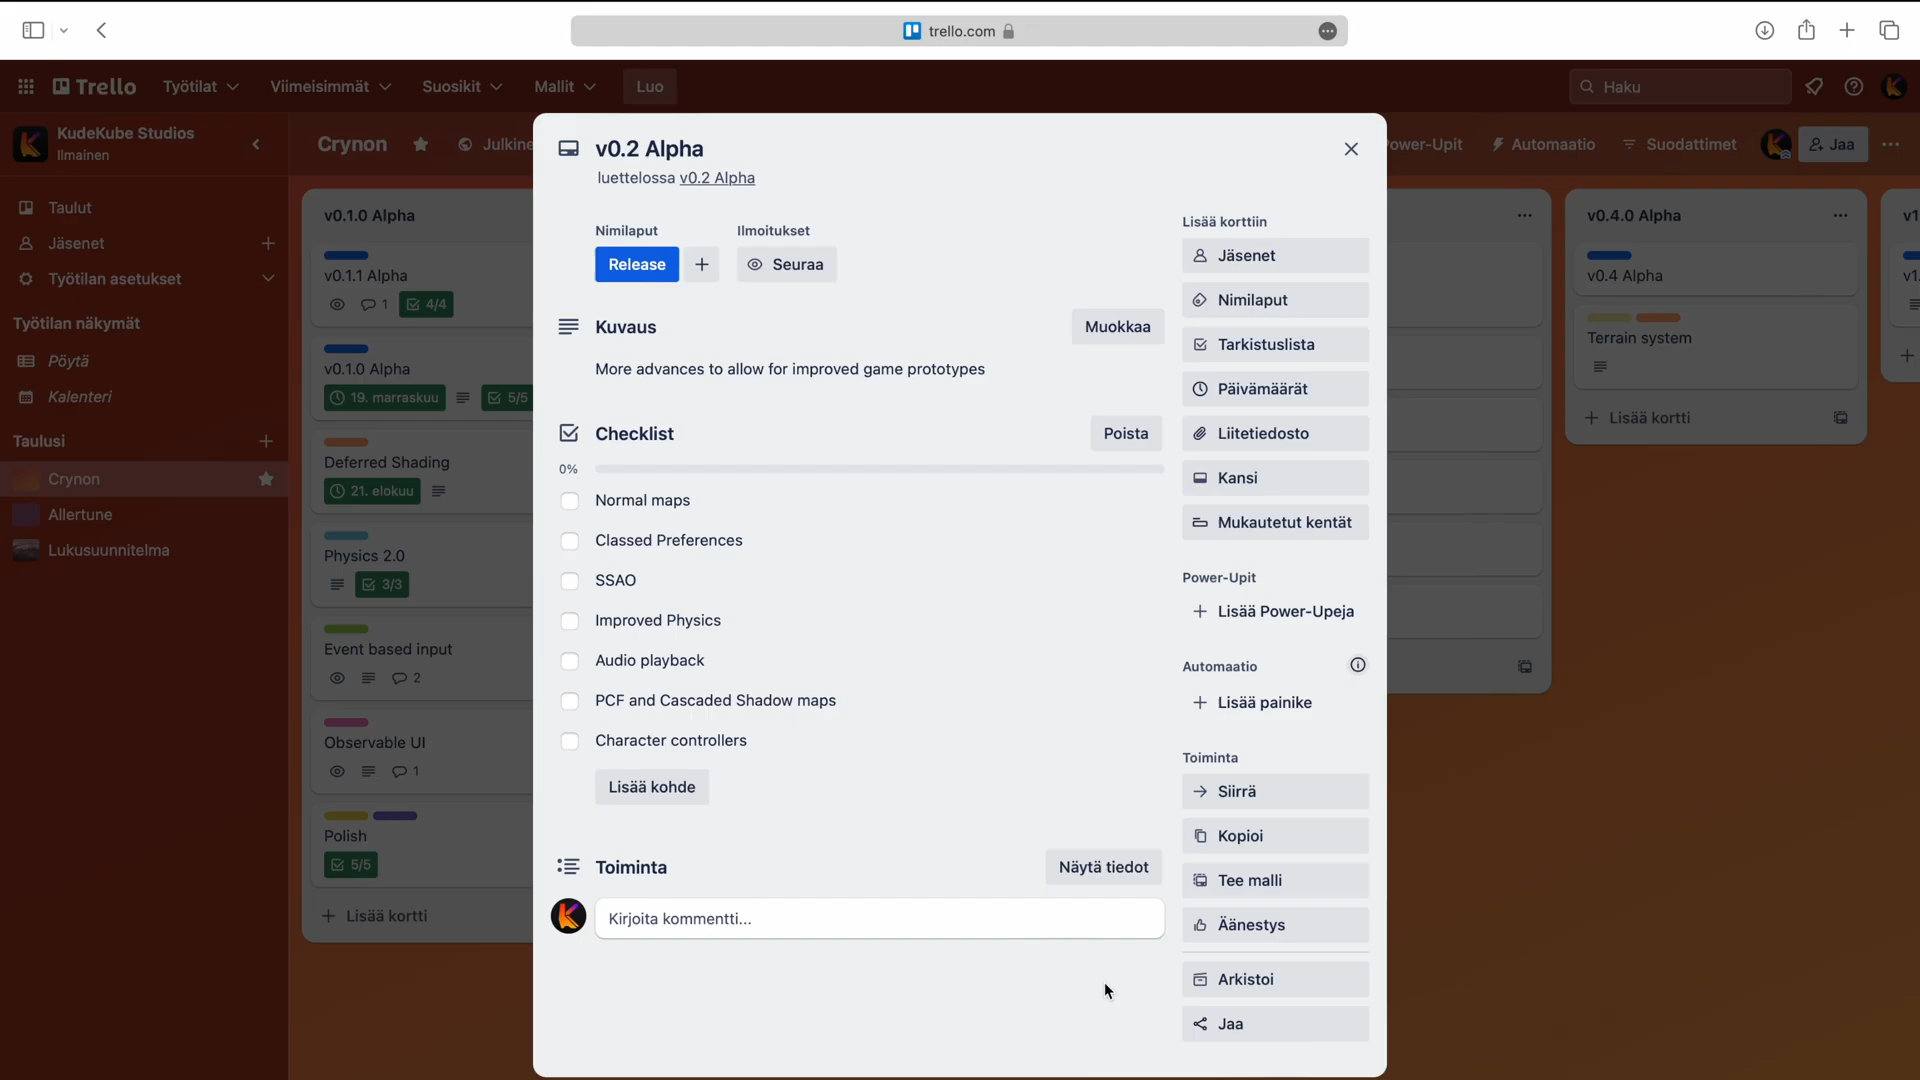 trello.com
Trello
Työtilat
Viimeisimmät
Suosikit
Mallit
Luo
Haku
KudeKube Studios
Ilmainen
Crynon
Julkine
ower-Upit
Automaatio
Suodattimet
Jaa
Taulut
Jäsenet
Työtilan asetukset
Työtilan näkymät
Pöytä
Kalenteri
Taulusi
Crynon
Allertune
Lukusuunnitelma
v0.1.0 Alpha
v0.1.1 Alpha
1
4/4
v0.1.0 Alpha
19. marraskuu
5/5
Deferred Shading
21. elokuu
Physics 2.0
3/3
Event based input
2
Observable UI
1
Polish
5/5
Lisää kortti
v0.2 Alpha
luettelossa v0.2 Alpha
Nimilaput
Ilmoitukset
Release
Seuraa
Kuvaus
Muokkaa
More advances to allow for improved game prototypes
Checklist
Poista
0%
Normal maps
Classed Preferences
SSAO
Improved Physics
Audio playback
PCF and Cascaded Shadow maps
Character controllers
Lisää kohde
Toiminta
Näytä tiedot
Kirjoita kommentti...
Lisää korttiin
Jäsenet
Nimilaput
Tarkistuslista
Päivämäärät
Liitetiedosto
Kansi
Mukautetut kentät
Power-Upit
Lisää Power-Upeja
Automaatio
Lisää painike
Toiminta
Siirrä
Kopioi
Tee malli
Äänestys
Arkistoi
Jaa
v0.4.0 Alpha
v0.4 Alpha
Terrain system
Lisää kortti
v1
v1.